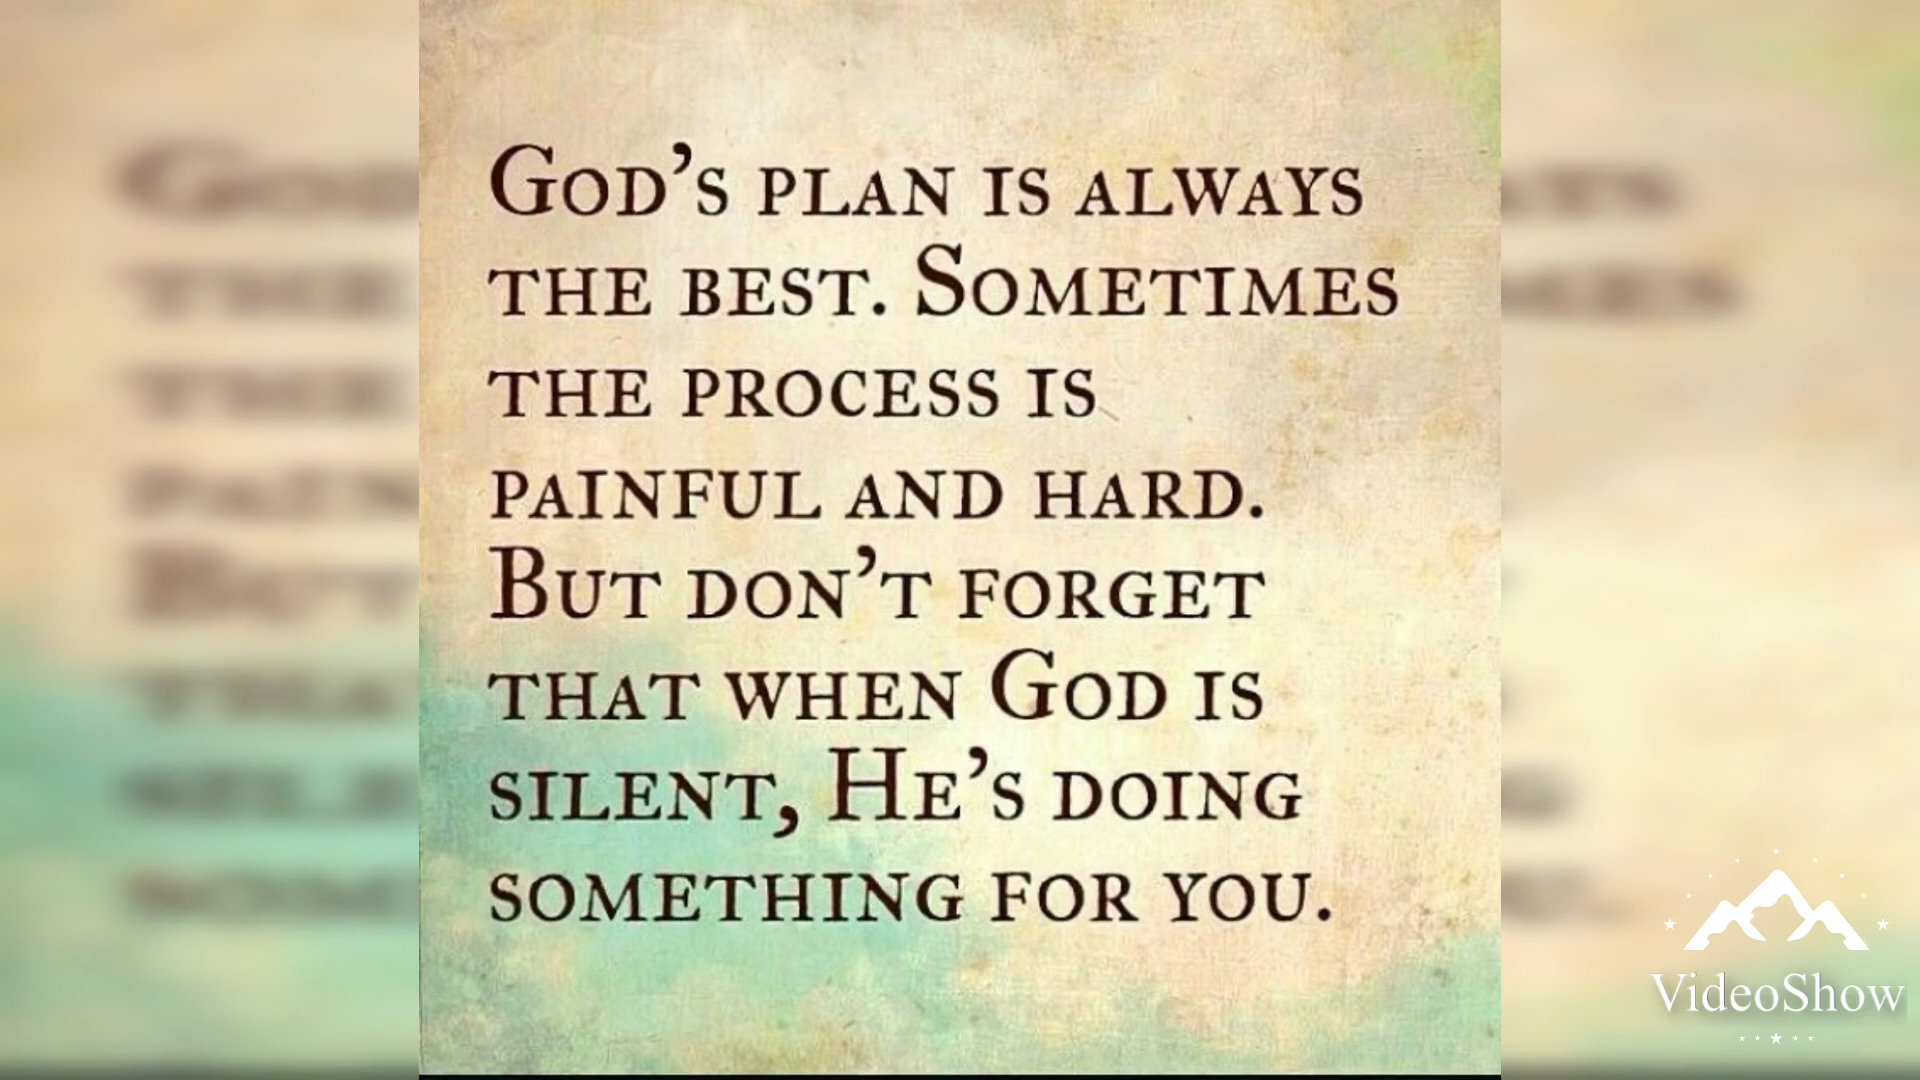 God's plan is always
the best. Sometimes
the process is
painful and hard.
But don't forget
that when God is
silent, He's doing
something for you.
VideoShow